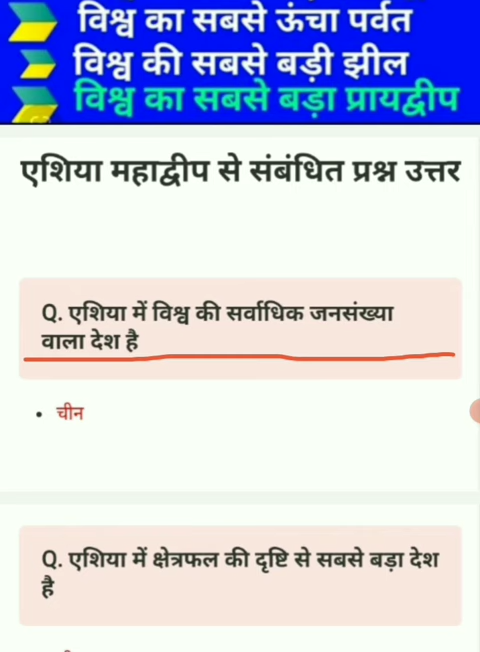 विश्व का सबसे ऊंचा पर्वत
विश्व की सबसे बड़ी झील
विश्व का सबसे बड़ा प्रायद्वीप
एशिया महाद्वीप से संबंधित प्रश्न उत्तर
Q. एशिया में विश्व की सर्वाधिक जनसंख्या
वाला देश है
• चीन
Q. एशिया में क्षेत्रफल की दृष्टि से सबसे बड़ा देश
है